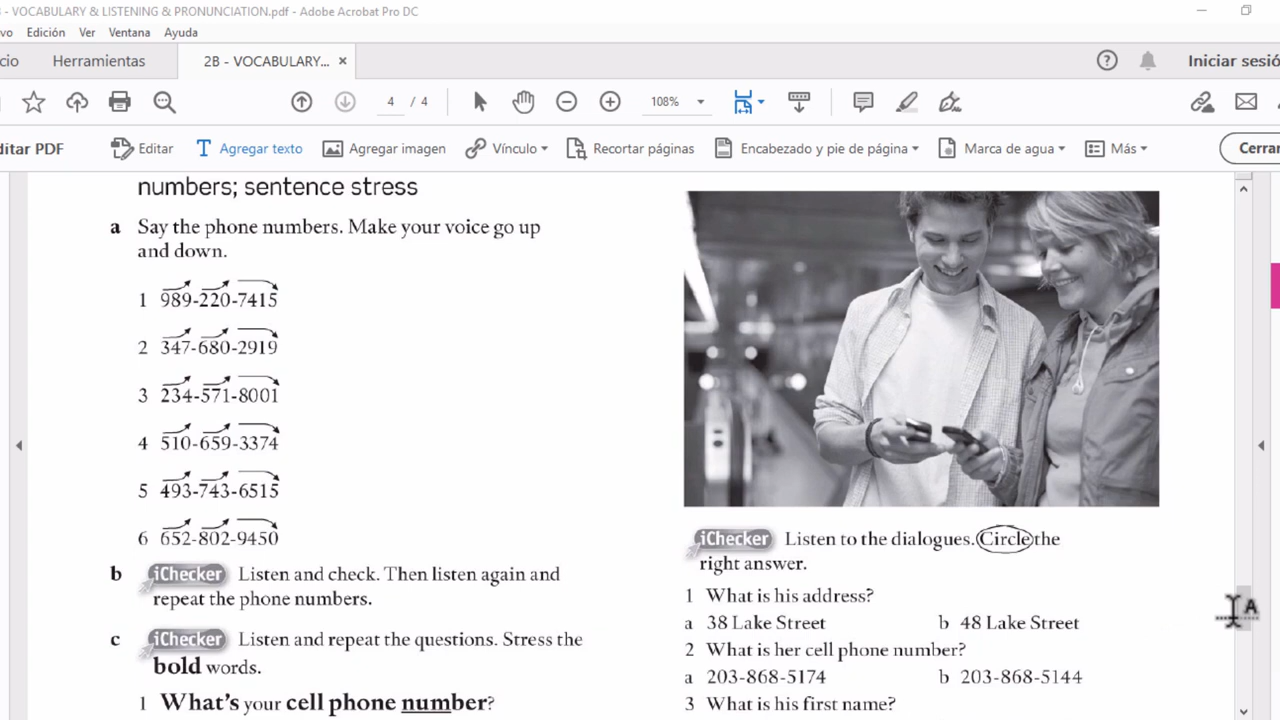 - VOCABULARY & LISTENING & PRONUNCIATION.pdf - Adobe Acrobat Pro DC
vo Edición Ver Ventana Ayuda
cio Herramientas 2B - VOCABULARY... × ? Iniciar sesió
4 / 4 108%
ditar PDF Editar Agregar texto Agregar imagen Vínculo Recortar páginas Encabezado y pie de página Marca de agua Más Cerrar
numbers; sentence stress
a Say the phone numbers. Make your voice go up
and down.
1 989-220-7415
2 347-680-2919
3 234-571-8001
4 510-659-3374
5 493-743-6515
6 652-802-9450
b iChecker Listen and check. Then listen again and
repeat the phone numbers.
c iChecker Listen and repeat the questions. Stress the
bold words.
1 What's your cell phone number?
iChecker Listen to the dialogues. Circle the
right answer.
1 What is his address?
a 38 Lake Street b 48 Lake Street
2 What is her cell phone number?
a 203-868-5174 b 203-868-5144
3 What is his first name?